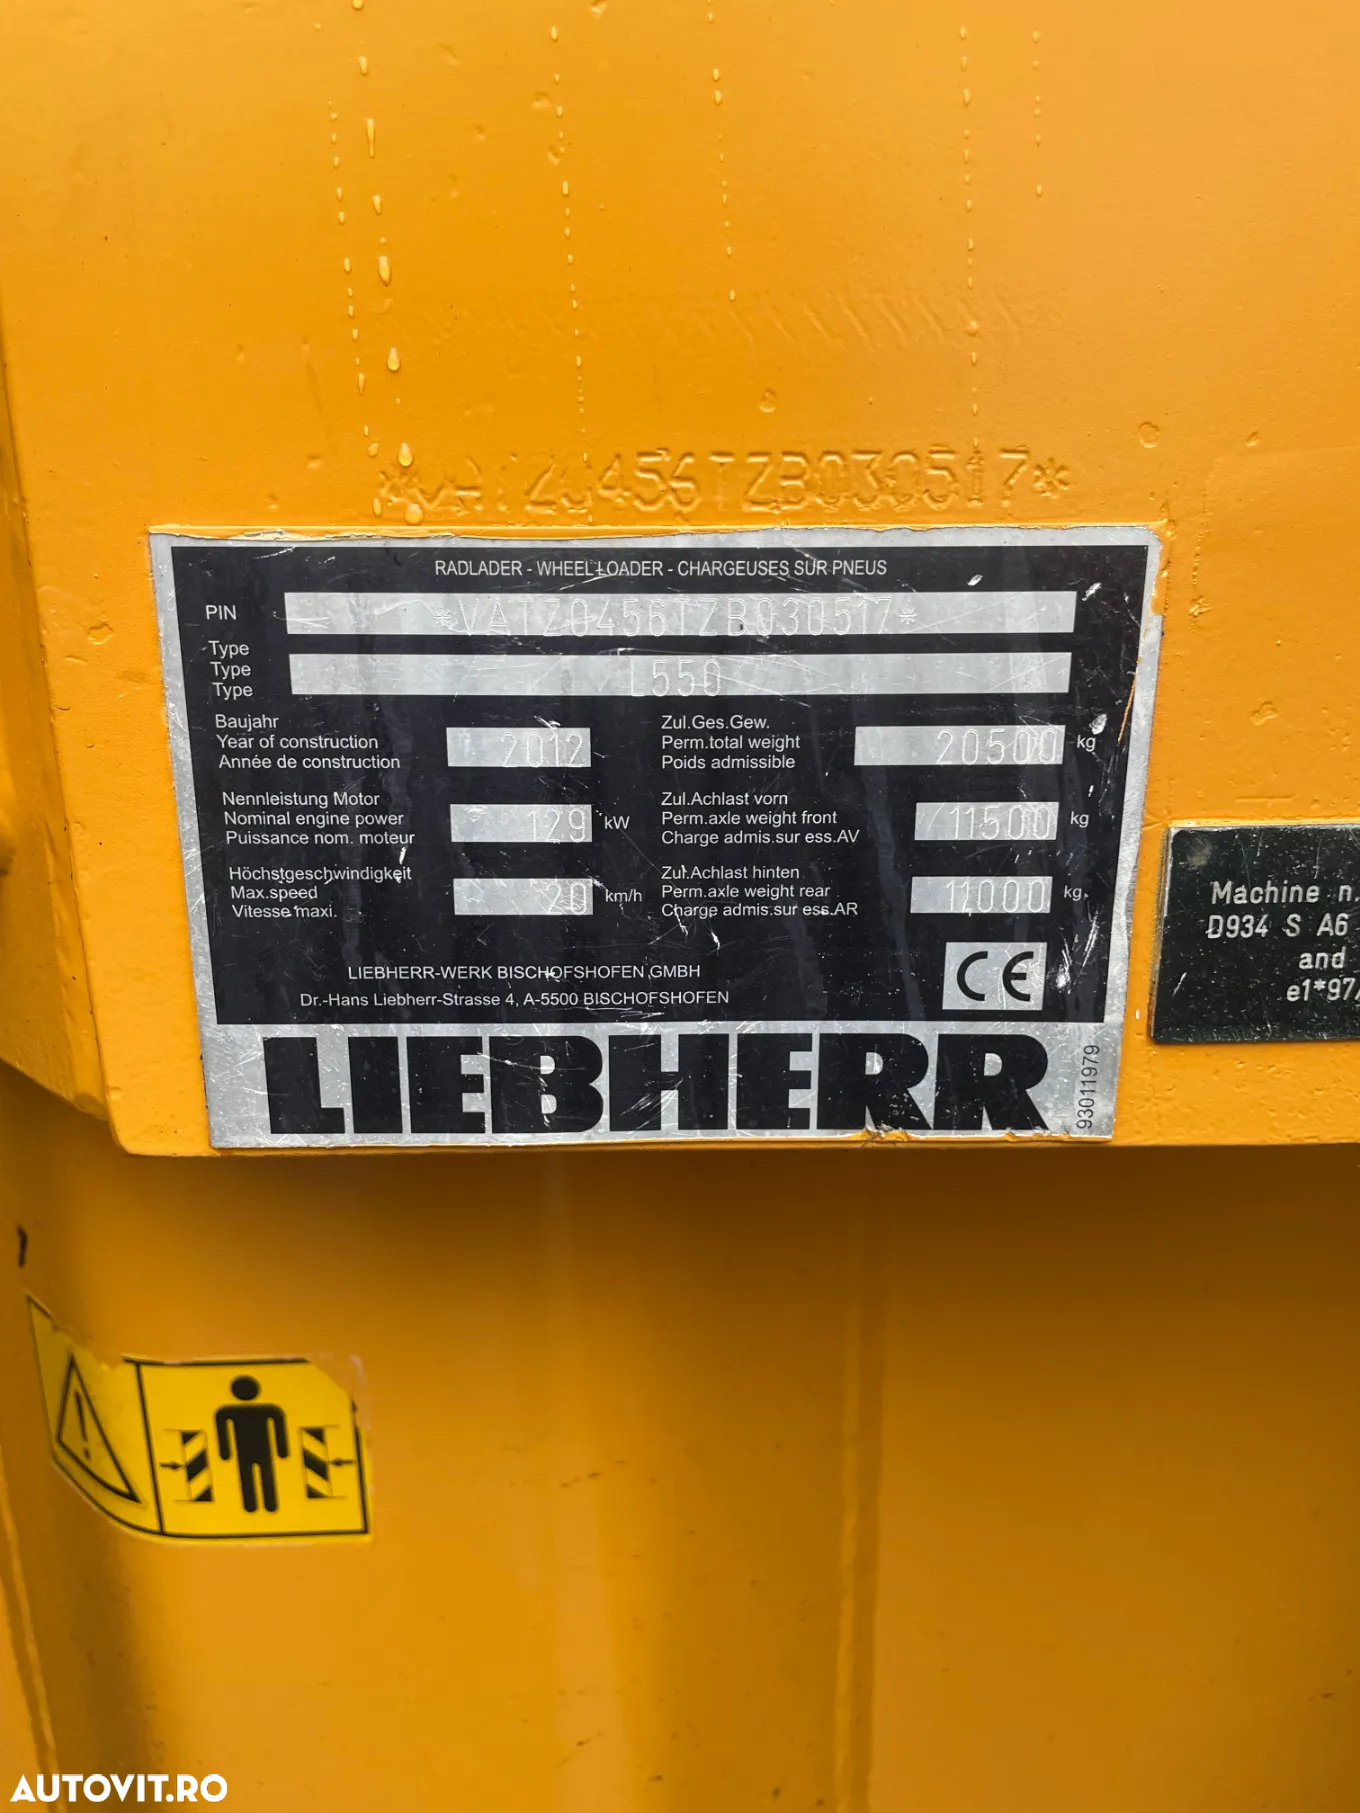 *VATZ0456TZB030517*
RADLADER - WHEEL LOADER - CHARGEUSES SUR PNEUS
PIN *VATZ0456TZB030517*
Type
Type L550
Type
Baujahr
Year of construction 2012
Année de construction
Zul.Ges.Gew.
Perm.total weight 20500 kg
Poids admissible
Nennleistung Motor
Nominal engine power 129 kW
Puissance nom. moteur
Zul.Achlast vorn
Perm.axle weight front 11500 kg
Charge admis.sur ess.AV
Höchstgeschwindigkeit
Max.speed 20 km/h
Vitesse maxi.
Zul.Achlast hinten
Perm.axle weight rear 11000 kg
Charge admis.sur ess.AR
LIEBHERR-WERK BISCHOFSHOFEN GMBH
Dr.-Hans Liebherr-Strasse 4, A-5500 BISCHOFSHOFEN
CE
LIEBHERR
93011979
Machine n.
D934 S A6
and
e1*97/
AUTOVIT.RO